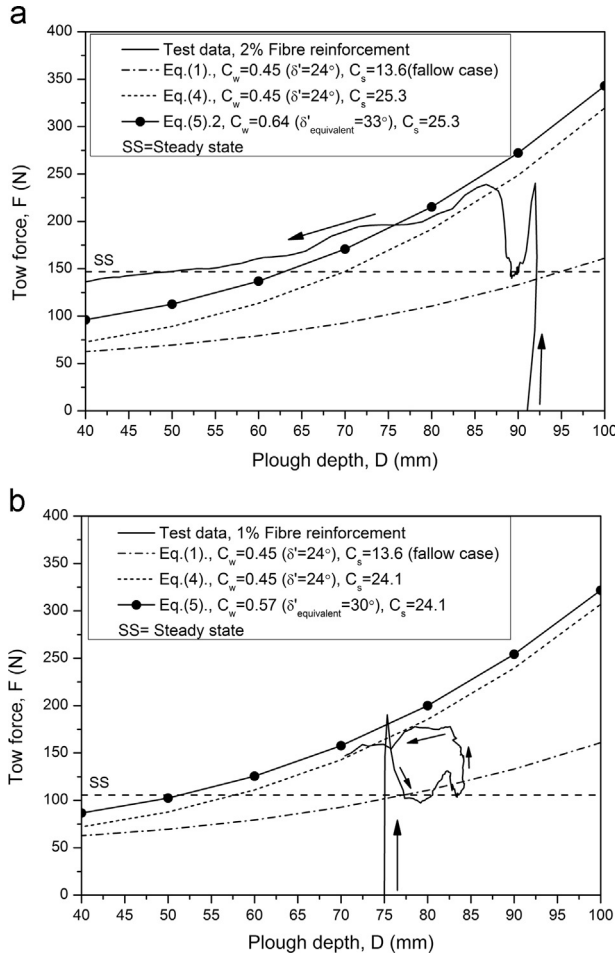 a
400
Test data, 2% Fibre reinforcement
350
Eq.(1)., Cw=0.45 (δ'=24°), Cs=13.6(fallow case)
Eq.(4)., Cw=0.45 (δ'=24°), Cs=25.3
300
Eq.(5).2, Cw=0.64 (δ'equivalent=33°), Cs=25.3
SS=Steady state
250
Tow force, F (N)
200
150
SS
100
50
0
40 45 50 55 60 65 70 75 80 85 90 95 100
Plough depth, D (mm)
b
400
Test data, 1% Fibre reinforcement
350
Eq.(1)., Cw=0.45 (δ'=24°), Cs=13.6 (fallow case)
Eq.(4)., Cw=0.45 (δ'=24°), Cs=24.1
300
Eq.(5)., Cw=0.57 (δ'equivalent=30°), Cs=24.1
SS= Steady state
250
Tow force, F (N)
200
150
SS
100
50
0
40 45 50 55 60 65 70 75 80 85 90 95 100
Plough depth, D (mm)